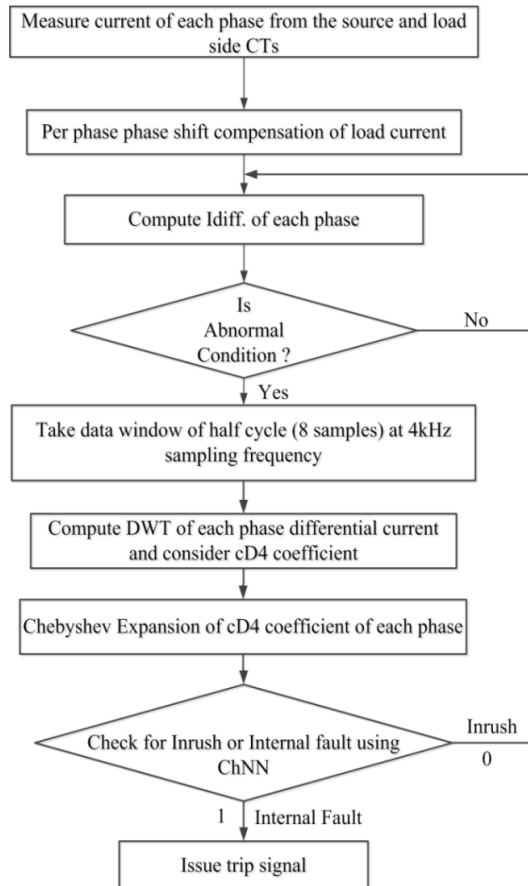 Measure current of each phase from the source and load
side CTs
Per phase phase shift compensation of load current
Compute Idiff. of each phase
Is
Abnormal
Condition ?
No
Yes
Take data window of half cycle (8 samples) at 4kHz
sampling frequency
Compute DWT of each phase differential current
and consider cD4 coefficient
Chebyshev Expansion of cD4 coefficient of each phase
Check for Inrush or Internal fault using
ChNN
Inrush
0
1 Internal Fault
Issue trip signal